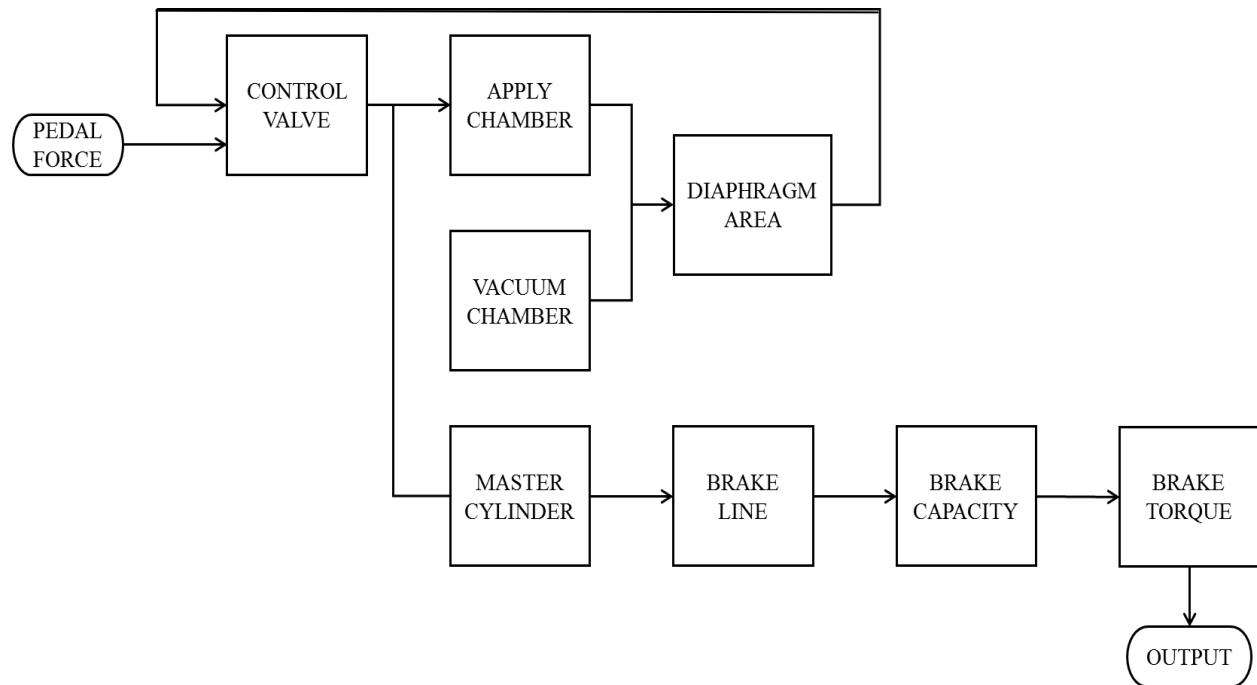 CONTROL
VALVE
APPLY
CHAMBER
PEDAL
FORCE
DIAPHRAGM
AREA
VACUUM
CHAMBER
MASTER
CYLINDER
BRAKE
LINE
BRAKE
CAPACITY
BRAKE
TORQUE
OUTPUT